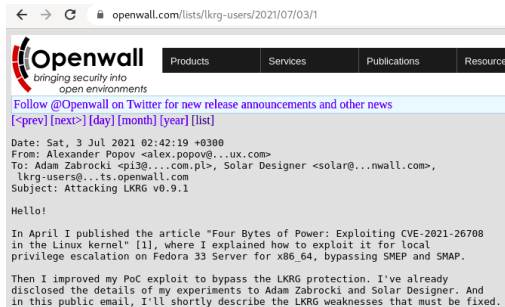 openwall.com/lists/lkrg-users/2021/07/03/1
Openwall
bringing security into
open environments
Products Services Publications Resource
Follow @Openwall on Twitter for new release announcements and other news
[<prev] [next>] [day] [month] [year] [list]
Date: Sat, 3 Jul 2021 02:42:19 +0300
From: Alexander Popov <alex.popov@...ux.com>
To: Adam Zabrocki <pi3@....com.pl>, Solar Designer <solar@...nwall.com>,
lkrg-users@...ts.openwall.com
Subject: Attacking LKRG v0.9.1
Hello!
In April I published the article "Four Bytes of Power: Exploiting CVE-2021-26708
in the Linux kernel" [1], where I explained how to exploit it for local
privilege escalation on Fedora 33 Server for x86_64, bypassing SMEP and SMAP.
Then I improved my PoC exploit to bypass the LKRG protection. I've already
disclosed the details of my experiments to Adam Zabrocki and Solar Designer. And
in this public email, I'll shortly describe the LKRG weaknesses that must be fixed.